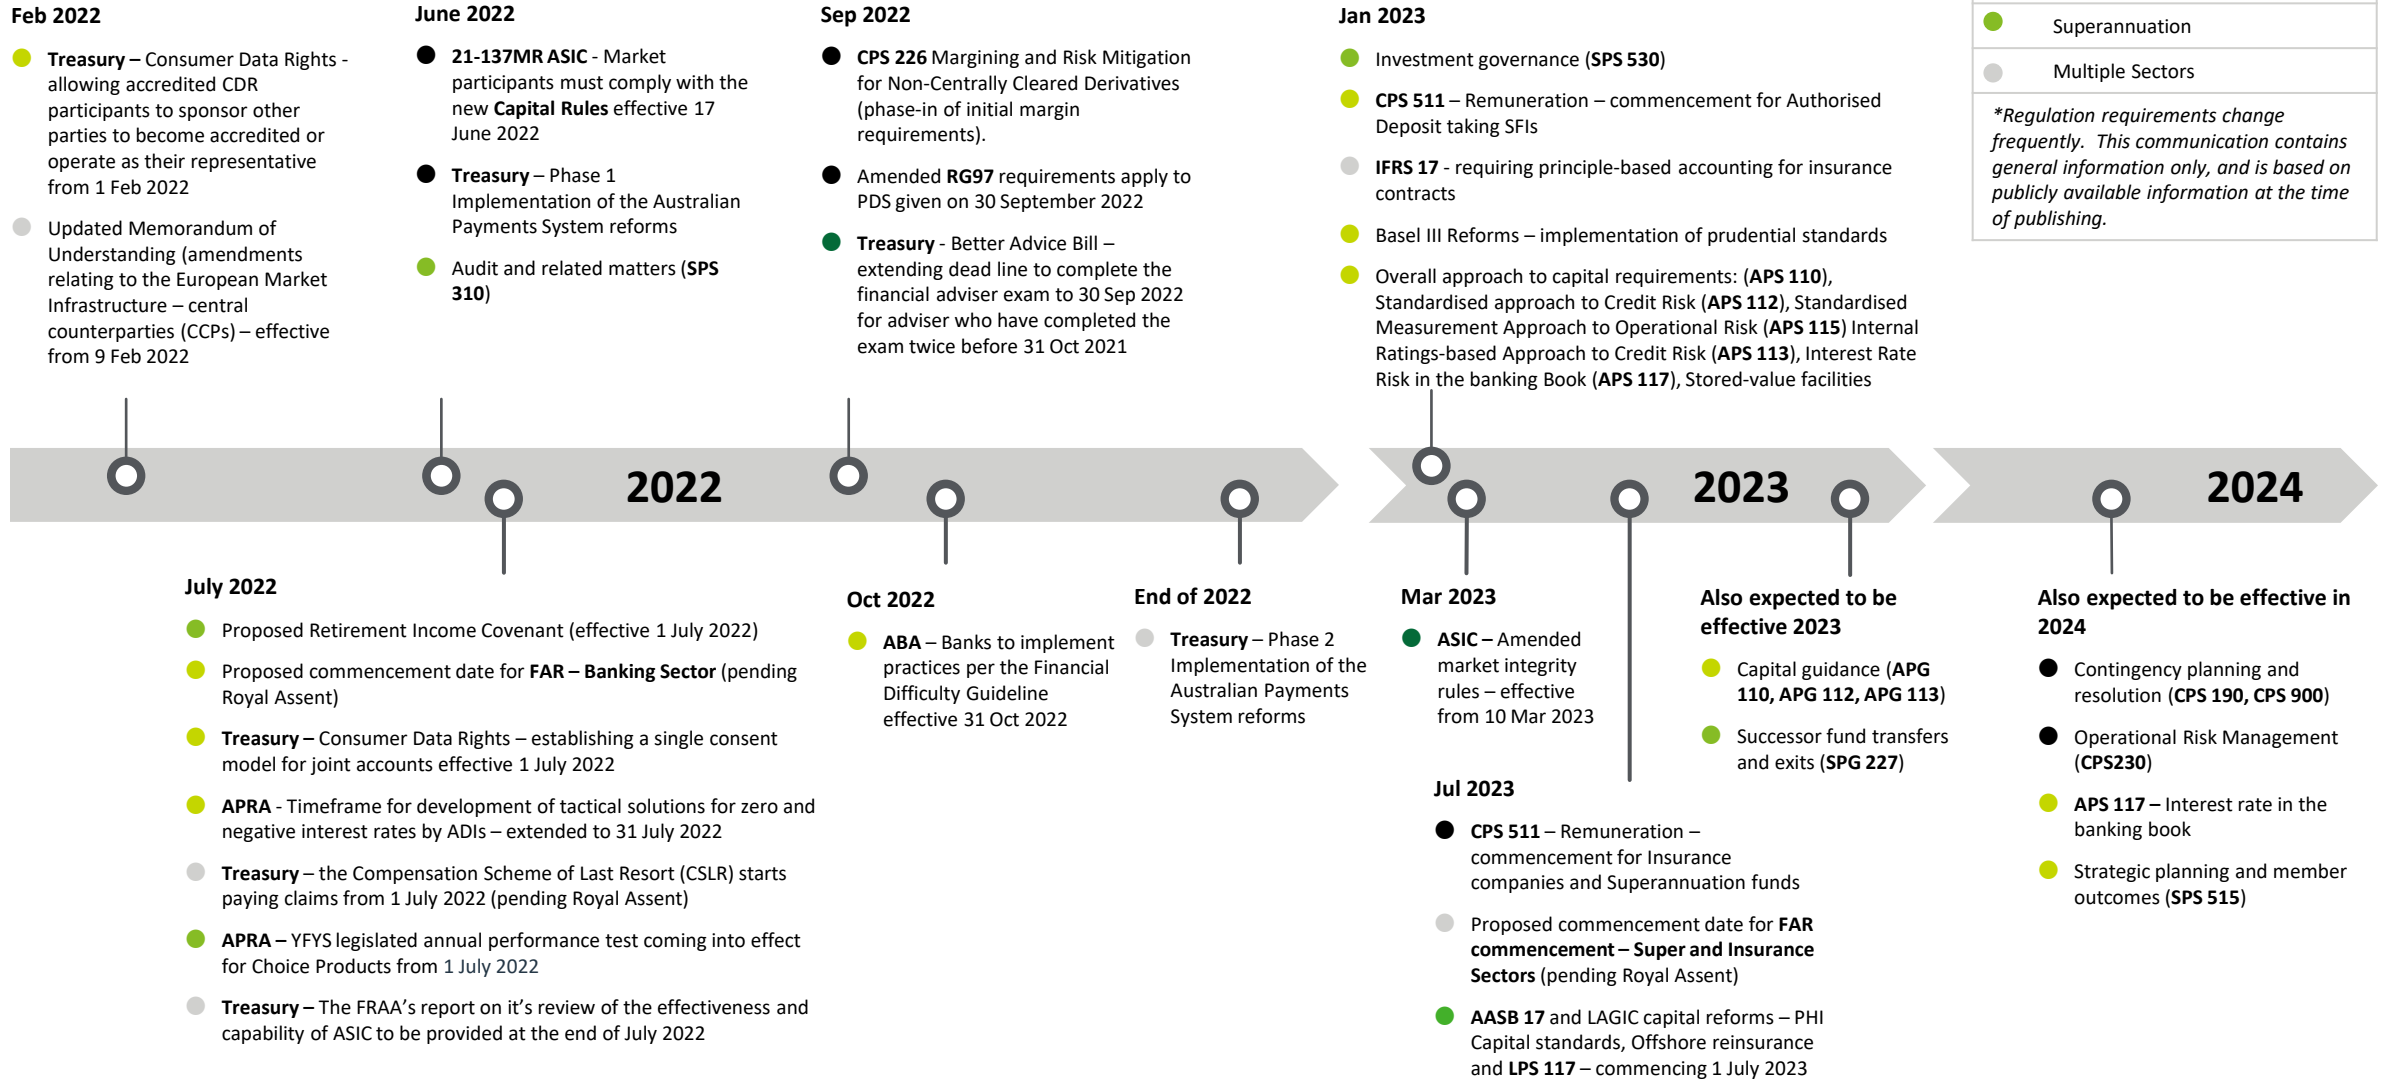 Feb 2022
Treasury – Consumer Data Rights -
allowing accredited CDR
participants to sponsor other
parties to become accredited or
operate as their representative
from 1 Feb 2022
Updated Memorandum of
Understanding (amendments
relating to the European Market
Infrastructure – central
counterparties (CCPs) – effective
from 9 Feb 2022
June 2022
21-137MR ASIC - Market
participants must comply with the
new Capital Rules effective 17
June 2022
Treasury – Phase 1
Implementation of the Australian
Payments System reforms
Audit and related matters (SPS
310)
Sep 2022
CPS 226 Margining and Risk Mitigation
for Non-Centrally Cleared Derivatives
(phase-in of initial margin
requirements).
Amended RG97 requirements apply to
PDS given on 30 September 2022
Treasury - Better Advice Bill –
extending dead line to complete the
financial adviser exam to 30 Sep 2022
for adviser who have completed the
exam twice before 31 Oct 2021
Jan 2023
Investment governance (SPS 530)
CPS 511 – Remuneration – commencement for Authorised
Deposit taking SFIs
IFRS 17 - requiring principle-based accounting for insurance
contracts
Basel III Reforms – implementation of prudential standards
Overall approach to capital requirements: (APS 110),
Standardised approach to Credit Risk (APS 112), Standardised
Measurement Approach to Operational Risk (APS 115) Internal
Ratings-based Approach to Credit Risk (APS 113), Interest Rate
Risk in the banking Book (APS 117), Stored-value facilities
Superannuation
Multiple Sectors
*Regulation requirements change
frequently. This communication contains
general information only, and is based on
publicly available information at the time
of publishing.
2022
2023
2024
July 2022
Proposed Retirement Income Covenant (effective 1 July 2022)
Proposed commencement date for FAR – Banking Sector (pending
Royal Assent)
Treasury – Consumer Data Rights – establishing a single consent
model for joint accounts effective 1 July 2022
APRA - Timeframe for development of tactical solutions for zero and
negative interest rates by ADIs – extended to 31 July 2022
Treasury – the Compensation Scheme of Last Resort (CSLR) starts
paying claims from 1 July 2022 (pending Royal Assent)
APRA – YFYS legislated annual performance test coming into effect
for Choice Products from 1 July 2022
Treasury – The FRAA's report on it's review of the effectiveness and
capability of ASIC to be provided at the end of July 2022
Oct 2022
ABA – Banks to implement
practices per the Financial
Difficulty Guideline
effective 31 Oct 2022
End of 2022
Treasury – Phase 2
Implementation of the
Australian Payments
System reforms
Mar 2023
ASIC – Amended
market integrity
rules – effective
from 10 Mar 2023
Jul 2023
CPS 511 – Remuneration –
commencement for Insurance
companies and Superannuation funds
Proposed commencement date for FAR
commencement – Super and Insurance
Sectors (pending Royal Assent)
AASB 17 and LAGIC capital reforms – PHI
Capital standards, Offshore reinsurance
and LPS 117 – commencing 1 July 2023
Also expected to be
effective 2023
Capital guidance (APG
110, APG 112, APG 113)
Successor fund transfers
and exits (SPG 227)
Also expected to be effective in
2024
Contingency planning and
resolution (CPS 190, CPS 900)
Operational Risk Management
(CPS230)
APS 117 – Interest rate in the
banking book
Strategic planning and member
outcomes (SPS 515)